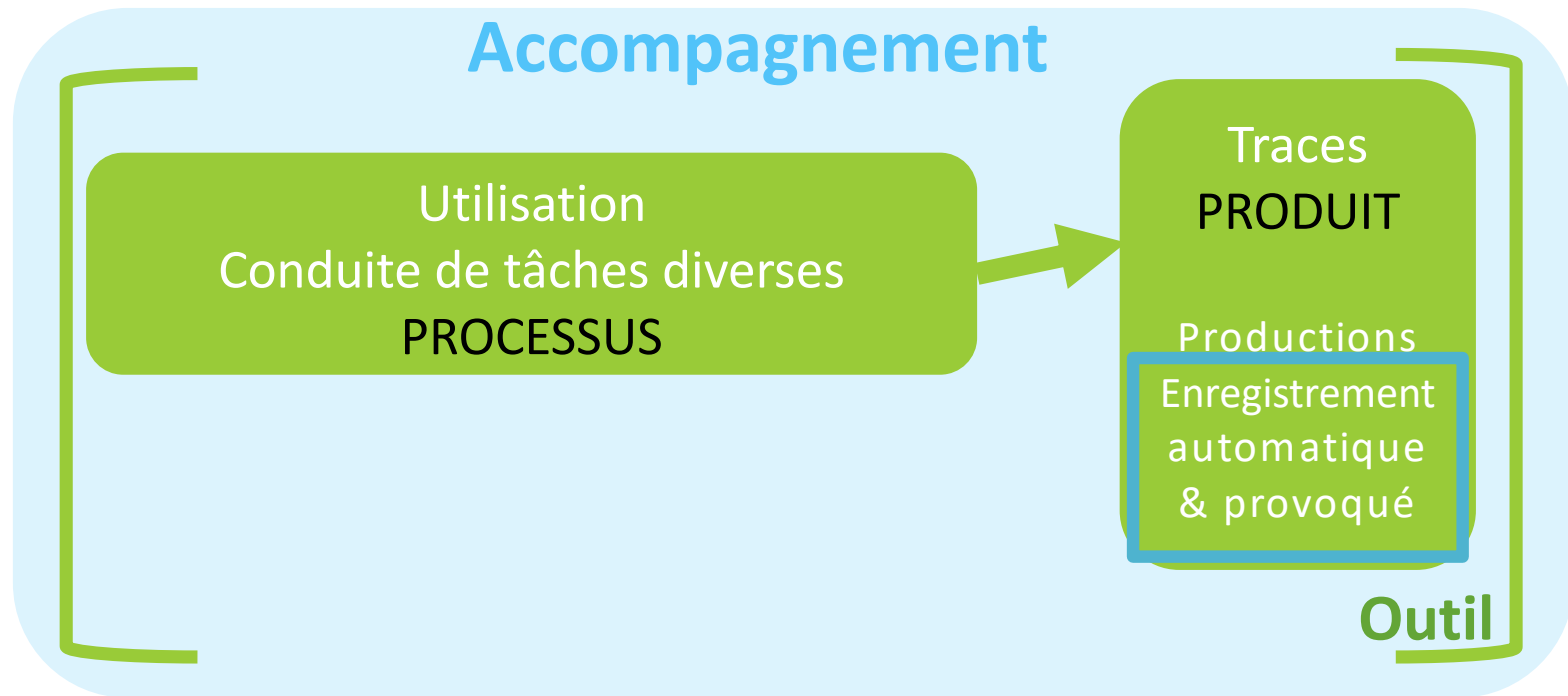 Accompagnement
Utilisation
Conduite de tâches diverses
PROCESSUS
Traces
PRODUIT
Productions
Enregistrement
automatique
& provoqué
Outil